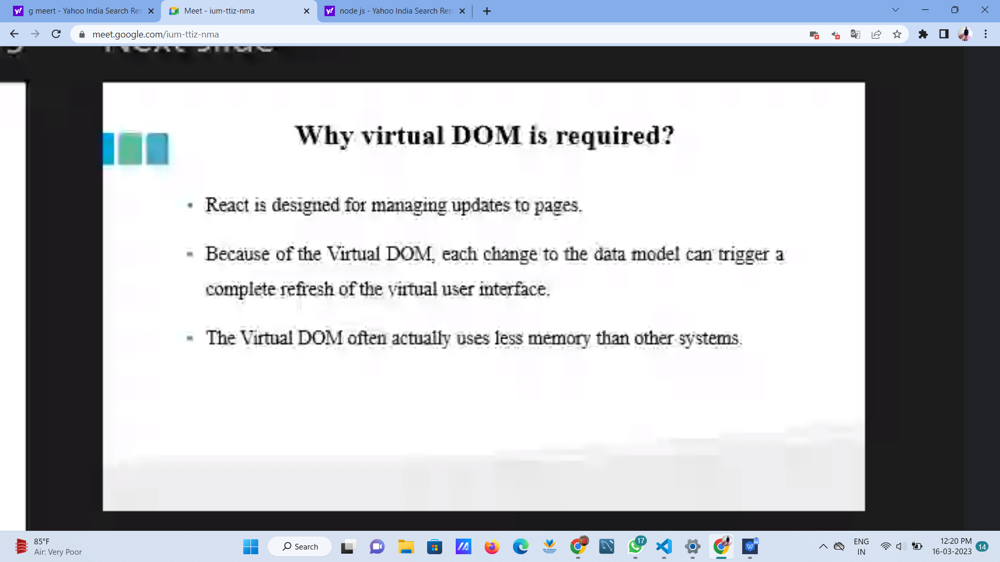 g meert - Yahoo India Search Res
Meet - ium-ttiz-nma
node js - Yahoo India Search Resu
meet.google.com/ium-ttiz-nma
Next slide
Why virtual DOM is required?
React is designed for managing updates to pages.
Because of the Virtual DOM, each change to the data model can trigger a
complete refresh of the virtual user interface.
The Virtual DOM often actually uses less memory than other systems.
85°F
Air: Very Poor
Search
17
ENG
IN
12:20 PM
16-03-2023
14